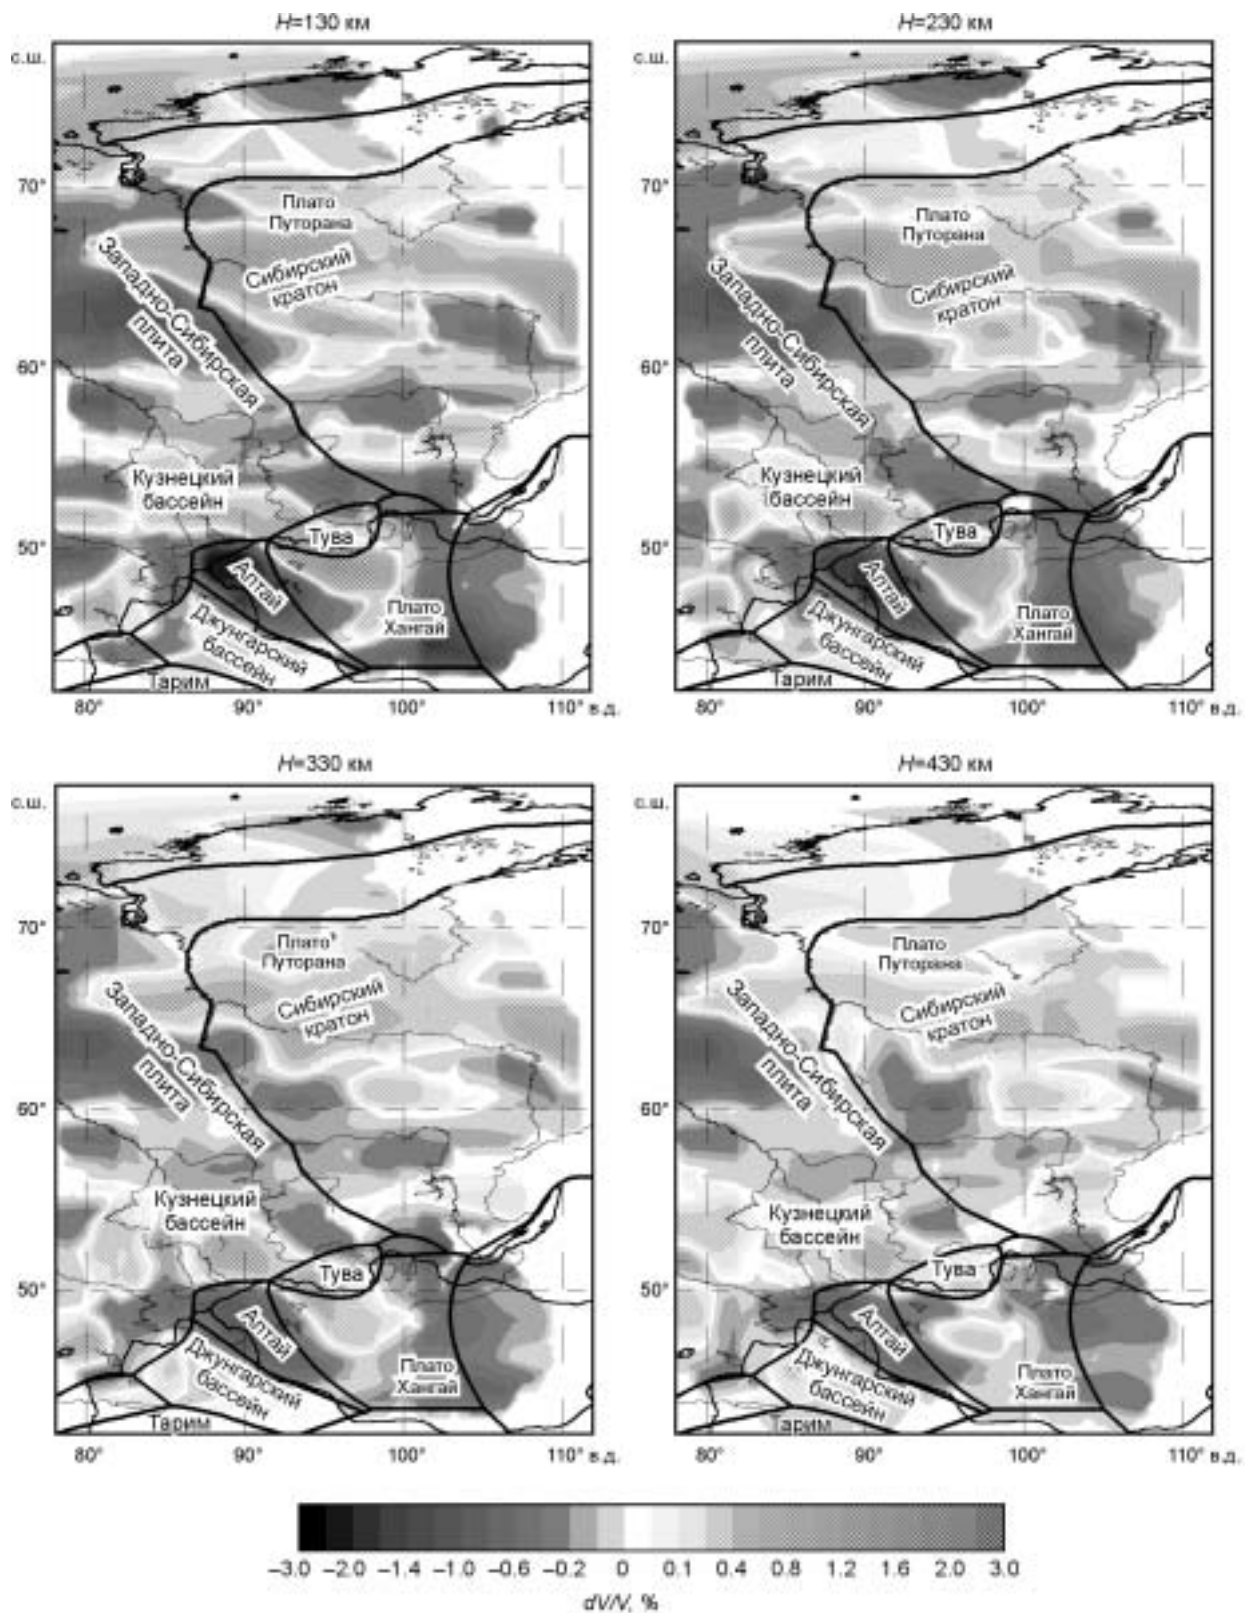 H=130 км
с.ш.
70°
60°
50°
Плато
Путорана
Сибирский
кратон
Западно-Сибирская
плита
Кузнецкий
бассейн
Тува
Алтай
Плато
Хангай
Джунгарский
бассейн
Тарим
80° 90° 100° 110° в.д.
H=230 км
с.ш.
70°
60°
50°
Плато
Путорана
Сибирский
кратон
Западно-Сибирская
плита
Кузнецкий
бассейн
Тува
Алтай
Плато
Хангай
Джунгарский
бассейн
Тарим
80° 90° 100° 110° в.д.
H=330 км
с.ш.
70°
60°
50°
Плато
Путорана
Сибирский
кратон
Западно-Сибирская
плита
Кузнецкий
бассейн
Тува
Алтай
Плато
Хангай
Джунгарский
бассейн
Тарим
80° 90° 100° 110° в.д.
H=430 км
с.ш.
70°
60°
50°
Плато
Путорана
Сибирский
кратон
Западно-Сибирская
плита
Кузнецкий
бассейн
Тува
Алтай
Плато
Хангай
Джунгарский
бассейн
Тарим
80° 90° 100° 110° в.д.
–3.0 –2.0 –1.4 –1.0 –0.6 –0.2 0 0.1 0.4 0.8 1.2 1.6 2.0 3.0
dV/V, %